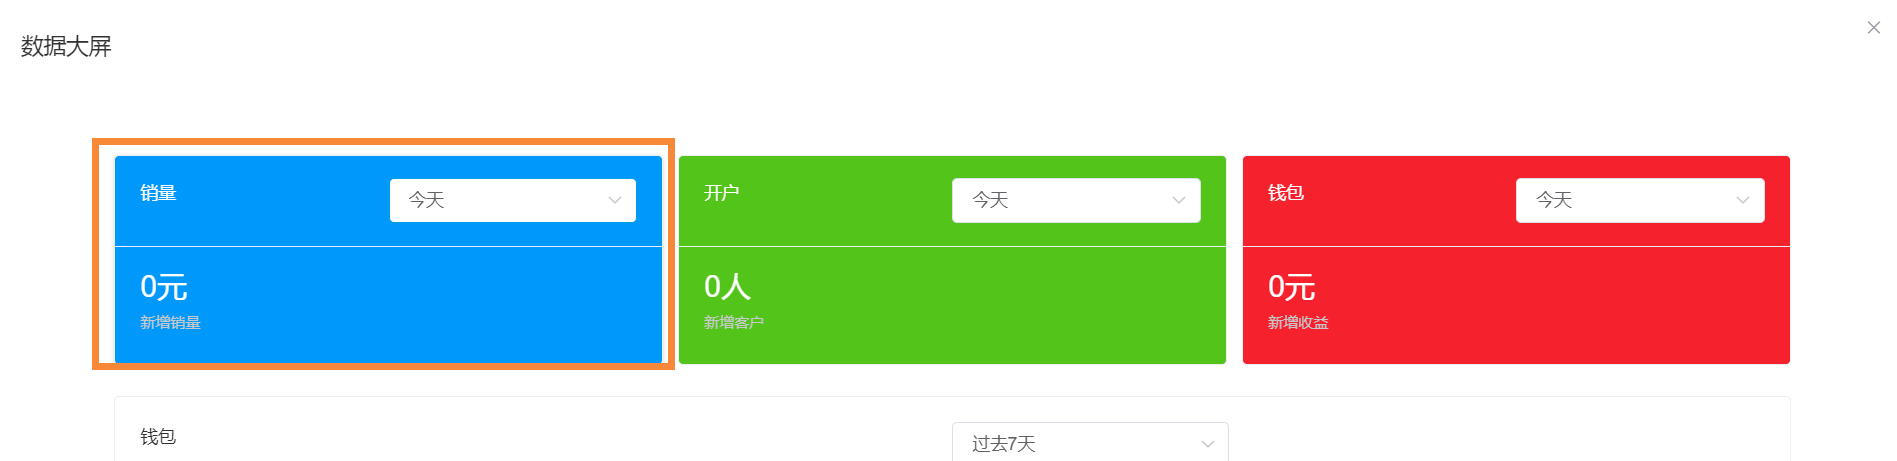 数据大屏
销量 今天
开户 今天
钱包 今天
0元
新增销量
0人
新增客户
0元
新增收益
钱包 过去7天